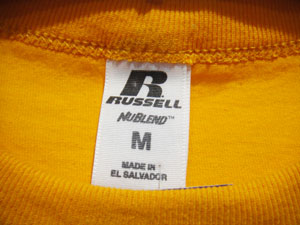 R
RUSSELL
NUBLEND™
M
MADE IN
EL SALVADOR